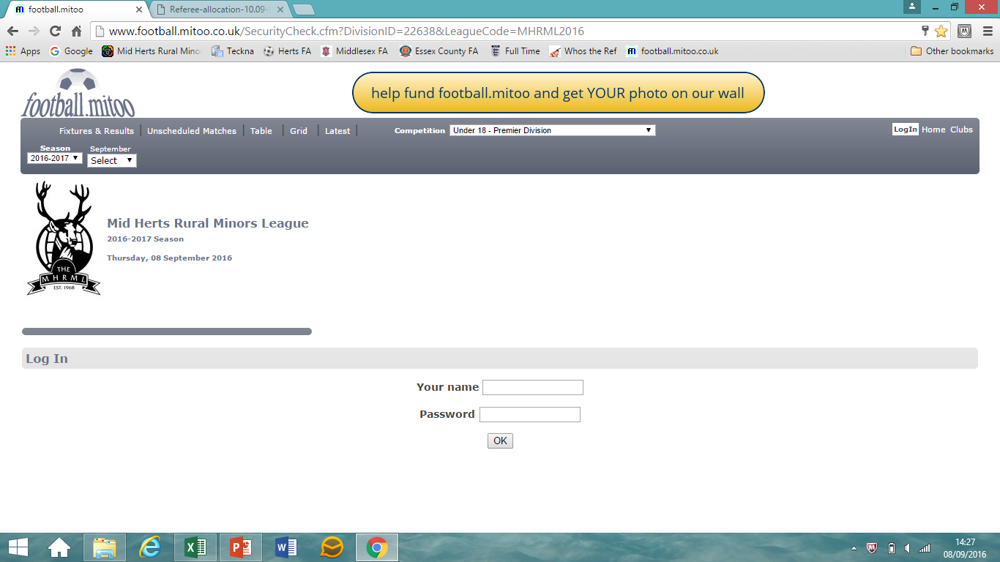 football.mitoo
Referee-allocation-10.09-
www.football.mitoo.co.uk/SecurityCheck.cfm?DivisionID=22638&LeagueCode=MHRML2016
Apps Google Mid Herts Rural Mino Teckna Herts FA Middlesex FA Essex County FA Full Time Whos the Ref football.mitoo.co.uk Other bookmarks
football.mitoo
help fund football.mitoo and get YOUR photo on our wall
Fixtures & Results Unscheduled Matches Table Grid Latest Competition Under 18 - Premier Division LogIn Home Clubs
Season September
2016-2017 Select
Mid Herts Rural Minors League
2016-2017 Season
Thursday, 08 September 2016
THE
MHRML
EST. 1968
Log In
Your name
Password
OK
14:27
08/09/2016